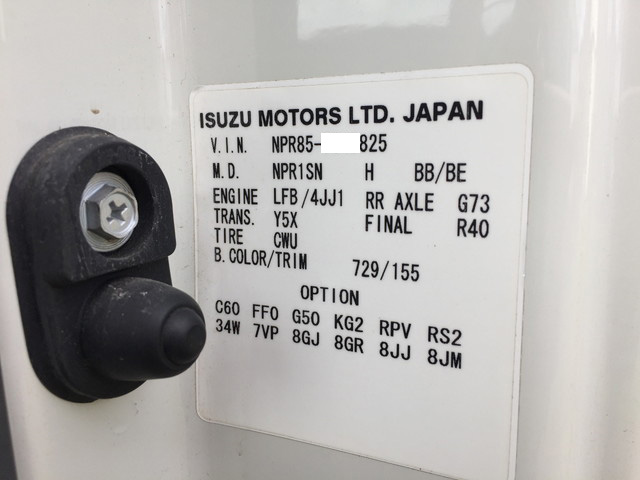 ISUZU MOTORS LTD. JAPAN
V.I.N. NPR85- 825
M.D. NPR1SN H BB/BE
ENGINE LFB/4JJ1 RR AXLE G73
TRANS. Y5X FINAL R40
TIRE CWU
B.COLOR/TRIM 729/155
OPTION
C60 FF0 G50 KG2 RPV RS2
34W 7VP 8GJ 8GR 8JJ 8JM